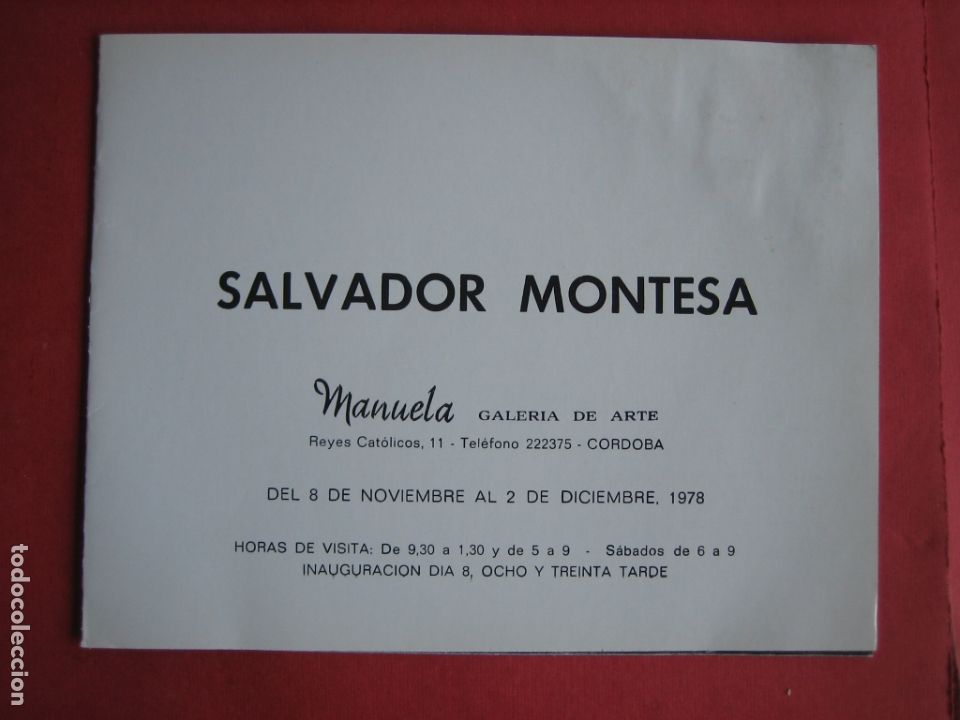 SALVADOR MONTESA
Manuela GALERIA DE ARTE
Reyes Católicos, 11 - Teléfono 222375 - CORDOBA
DEL 8 DE NOVIEMBRE AL 2 DE DICIEMBRE, 1978
HORAS DE VISITA: De 9,30 a 1,30 y de 5 a 9 - Sábados de 6 a 9
INAUGURACION DIA 8, OCHO Y TREINTA TARDE
todocoleccion